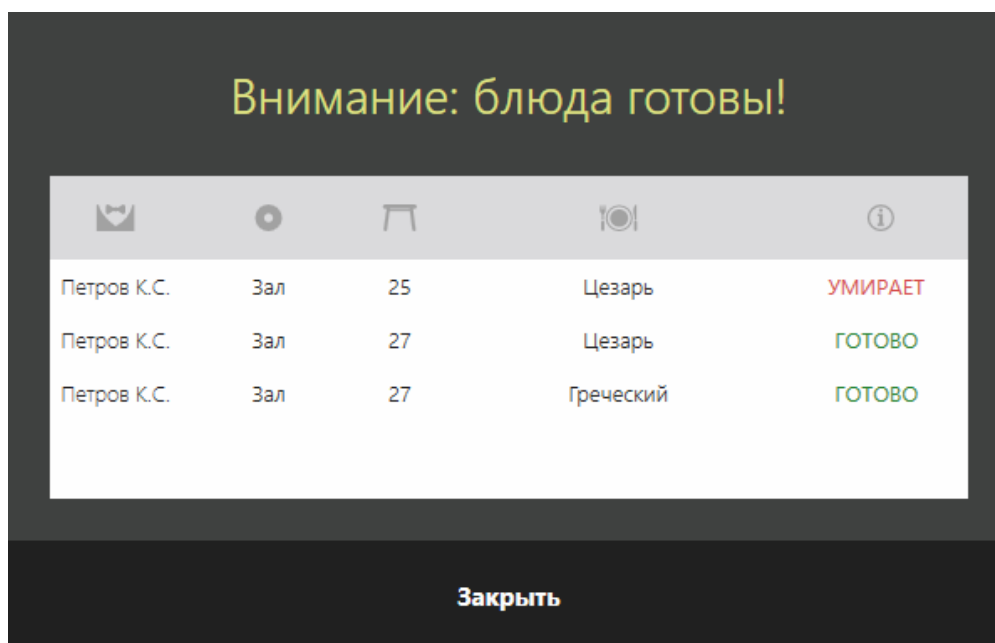 Внимание: блюда готовы!
Петров К.С. Зал 25 Цезарь УМИРАЕТ
Петров К.С. Зал 27 Цезарь ГОТОВО
Петров К.С. Зал 27 Греческий ГОТОВО
Закрыть